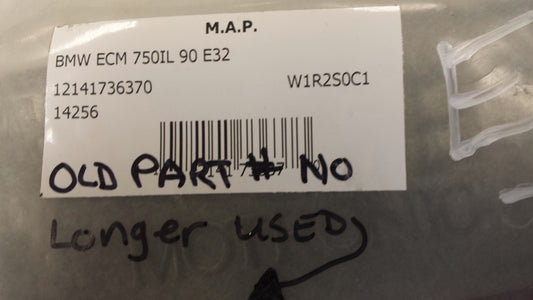 M.A.P.
BMW ECM 750IL 90 E32
12141736370 W1R2S0C1
14256
OLD PART # NO
Longer USED